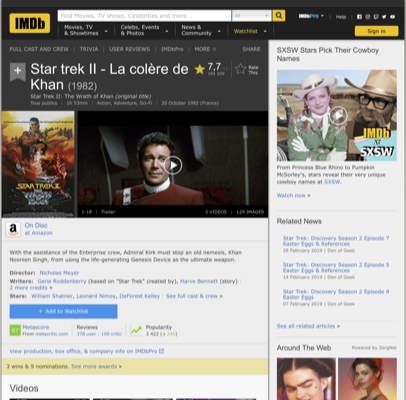 IMDb
Find Movies, TV shows, Celebrities and more...
All
IMDbPro
Help
Movies, TV
& Showtimes
Celebs, Events
& Photos
News &
Community
Watchlist
Sign in
FULL CAST AND CREW | TRIVIA | USER REVIEWS | IMDbPro | MORE
SHARE
Star trek II - La colère de
Khan (1982)
7,7
Rate
This
Star Trek II: The Wrath of Khan (original title)
Tous publics | 1h 53min | Action, Adventure, Sci-Fi | 20 October 1982 (France)
STAR TREK II
1:18 | Trailer
3 VIDEOS | 129 IMAGES
On Disc
at Amazon
With the assistance of the Enterprise crew, Admiral Kirk must stop an old nemesis, Khan
Noonien Singh, from using the life-generating Genesis Device as the ultimate weapon.
Director: Nicholas Meyer
Writers: Gene Roddenberry (based on "Star Trek" created by), Harve Bennett (story) |
2 more credits »
Stars: William Shatner, Leonard Nimoy, DeForest Kelley | See full cast & crew »
+ Add to Watchlist
67
Metascore
From metacritic.com
Reviews
378 user | 100 critic
Popularity
View production, box office, & company info on IMDbPro
3 wins & 9 nominations. See more awards »
Videos
SXSW Stars Pick Their Cowboy
Names
IMDb
at
SXSW
From Princess Blue Rhino to Pumpkin
McSorley's, stars reveal their very unique
cowboy names at SXSW.
Watch now »
Related News
Star Trek: Discovery Season 2 Episode 7
Easter Eggs & References
28 February 2019 | Den of Geek
Star Trek: Discovery Season 2 Episode 5
Easter Eggs & References
14 February 2019 | Den of Geek
Star Trek: Discovery Season 2 Episode 4
Easter Eggs
07 February 2019 | Den of Geek
See all related articles »
Around The Web
Powered by ZergNet